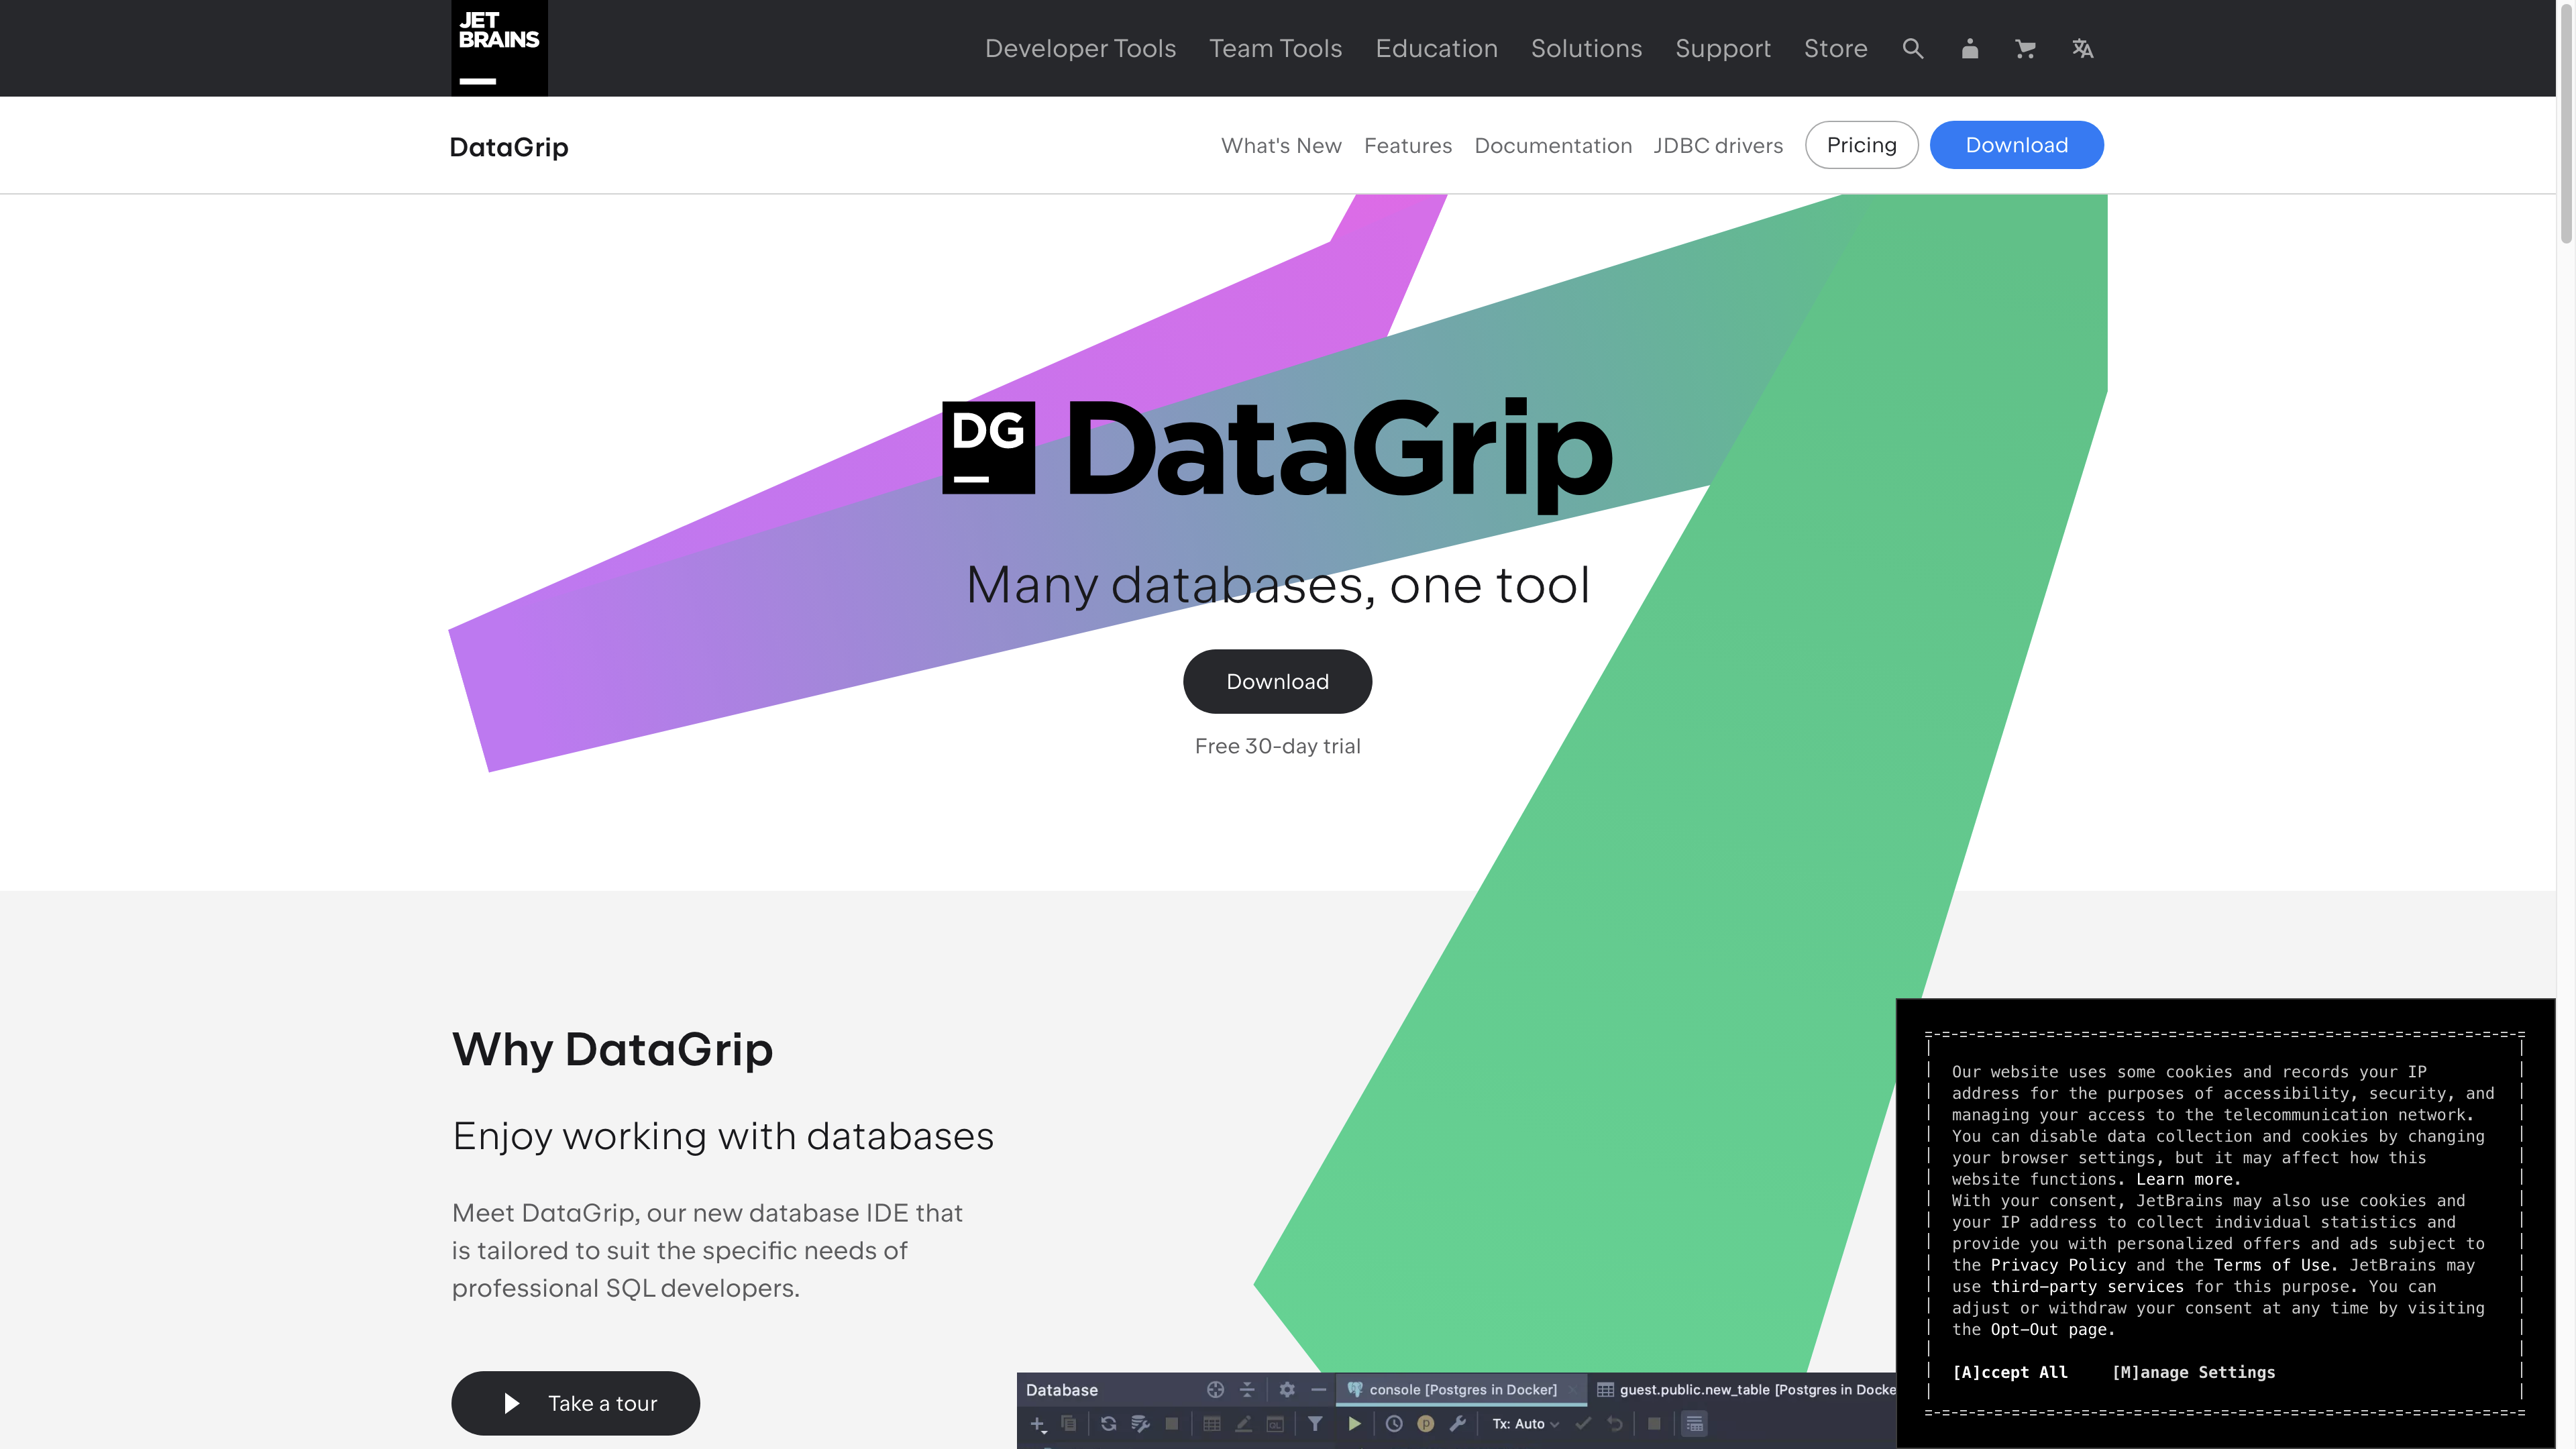 JET
BRAINS
Developer Tools Team Tools Education Solutions Support Store
DataGrip
What's New Features Documentation JDBC drivers Pricing Download
DG DataGrip
Many databases, one tool
Download
Free 30-day trial
Why DataGrip
Enjoy working with databases
Meet DataGrip, our new database IDE that
is tailored to suit the specific needs of
professional SQL developers.
Take a tour
Database console [Postgres in Docker] guest.public.new_table [Postgres in Docke
Tx: Auto
Our website uses some cookies and records your IP
address for the purposes of accessibility, security, and
managing your access to the telecommunication network.
You can disable data collection and cookies by changing
your browser settings, but it may affect how this
website functions. Learn more.
With your consent, JetBrains may also use cookies and
your IP address to collect individual statistics and
provide you with personalized offers and ads subject to
the Privacy Policy and the Terms of Use. JetBrains may
use third-party services for this purpose. You can
adjust or withdraw your consent at any time by visiting
the Opt-Out page.
[A]ccept All [M]anage Settings